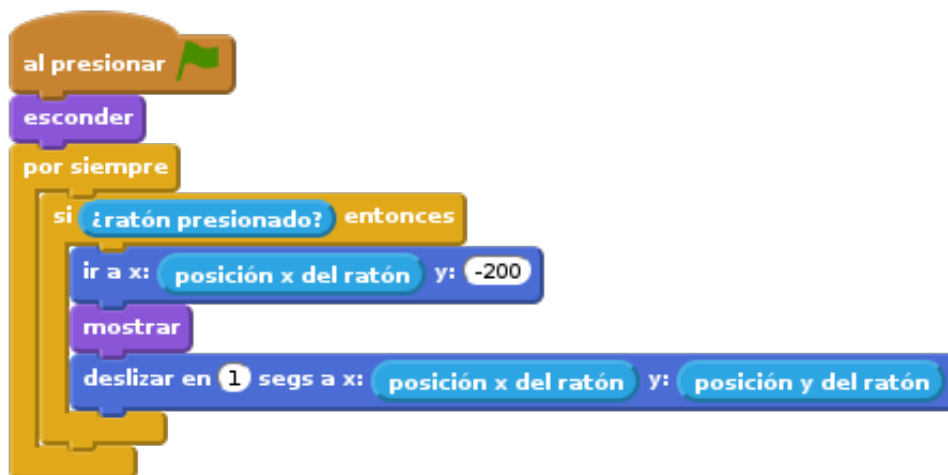 al presionar
esconder
por siempre
si ¿ratón presionado? entonces
ir a x: posición x del ratón y: -200
mostrar
deslizar en 1 segs a x: posición x del ratón y: posición y del ratón